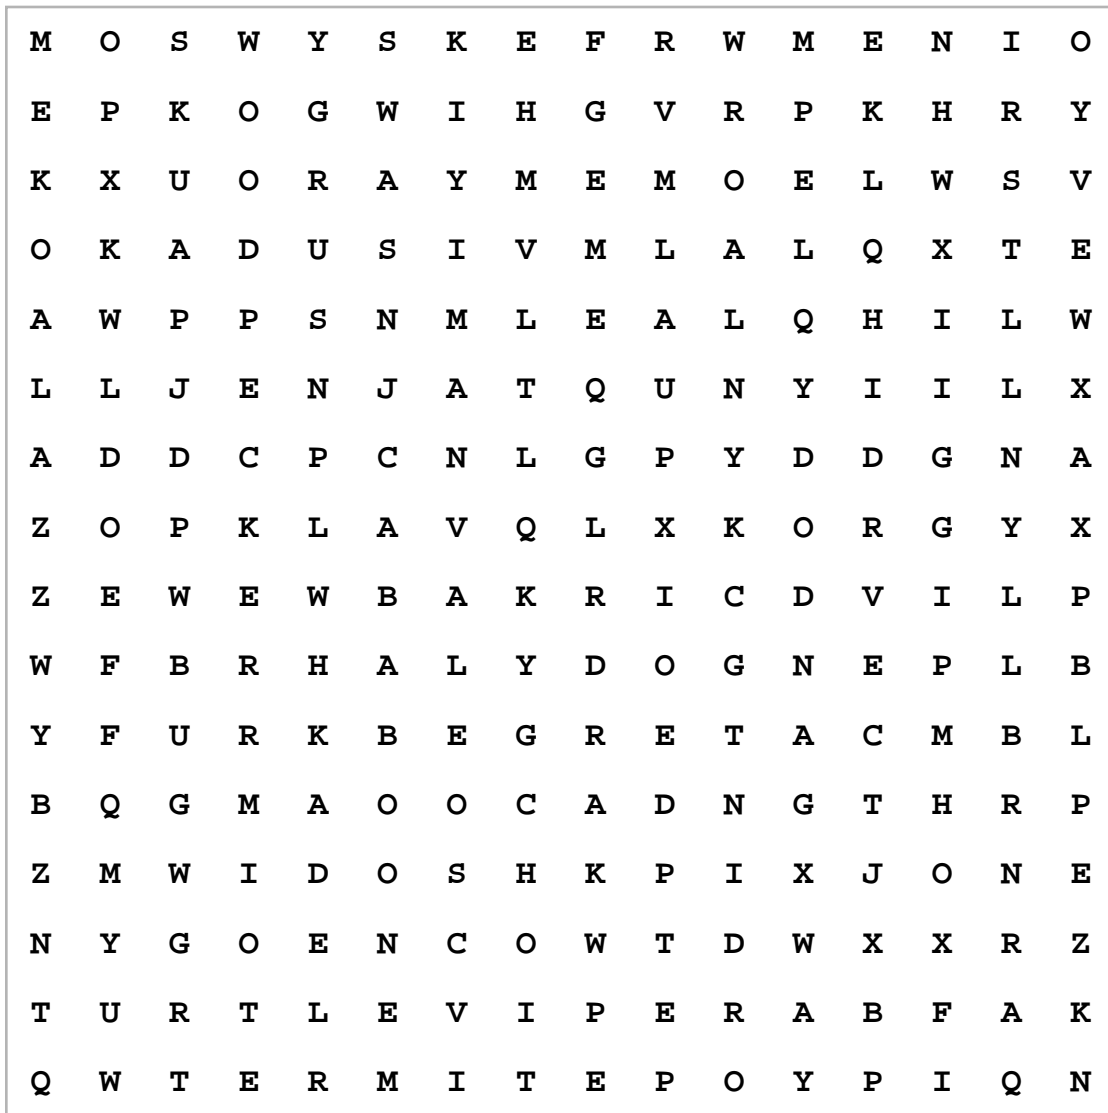 M O S W Y S K E F R W M E N I O
E P K O G W I H G V R P K H R Y
K X U O R A Y M E M O E L W S V
O K A D U S I V M L A L Q X T E
A W P P S N M L E A L Q H I L W
L L J E N J A T Q U N Y I I L X
A D D C P C N L G P Y D D G N A
Z O P K L A V Q L X K O R G Y X
Z E W E W B A K R I C D V I L P
W F B R H A L Y D O G N E P L B
Y F U R K B E G R E T A C M B L
B Q G M A O O C A D N G T H R P
Z M W I D O S H K P I X J O N E
N Y G O E N C O W T D W X X R Z
T U R T L E V I P E R A B F A K
Q W T E R M I T E P O Y P I Q N